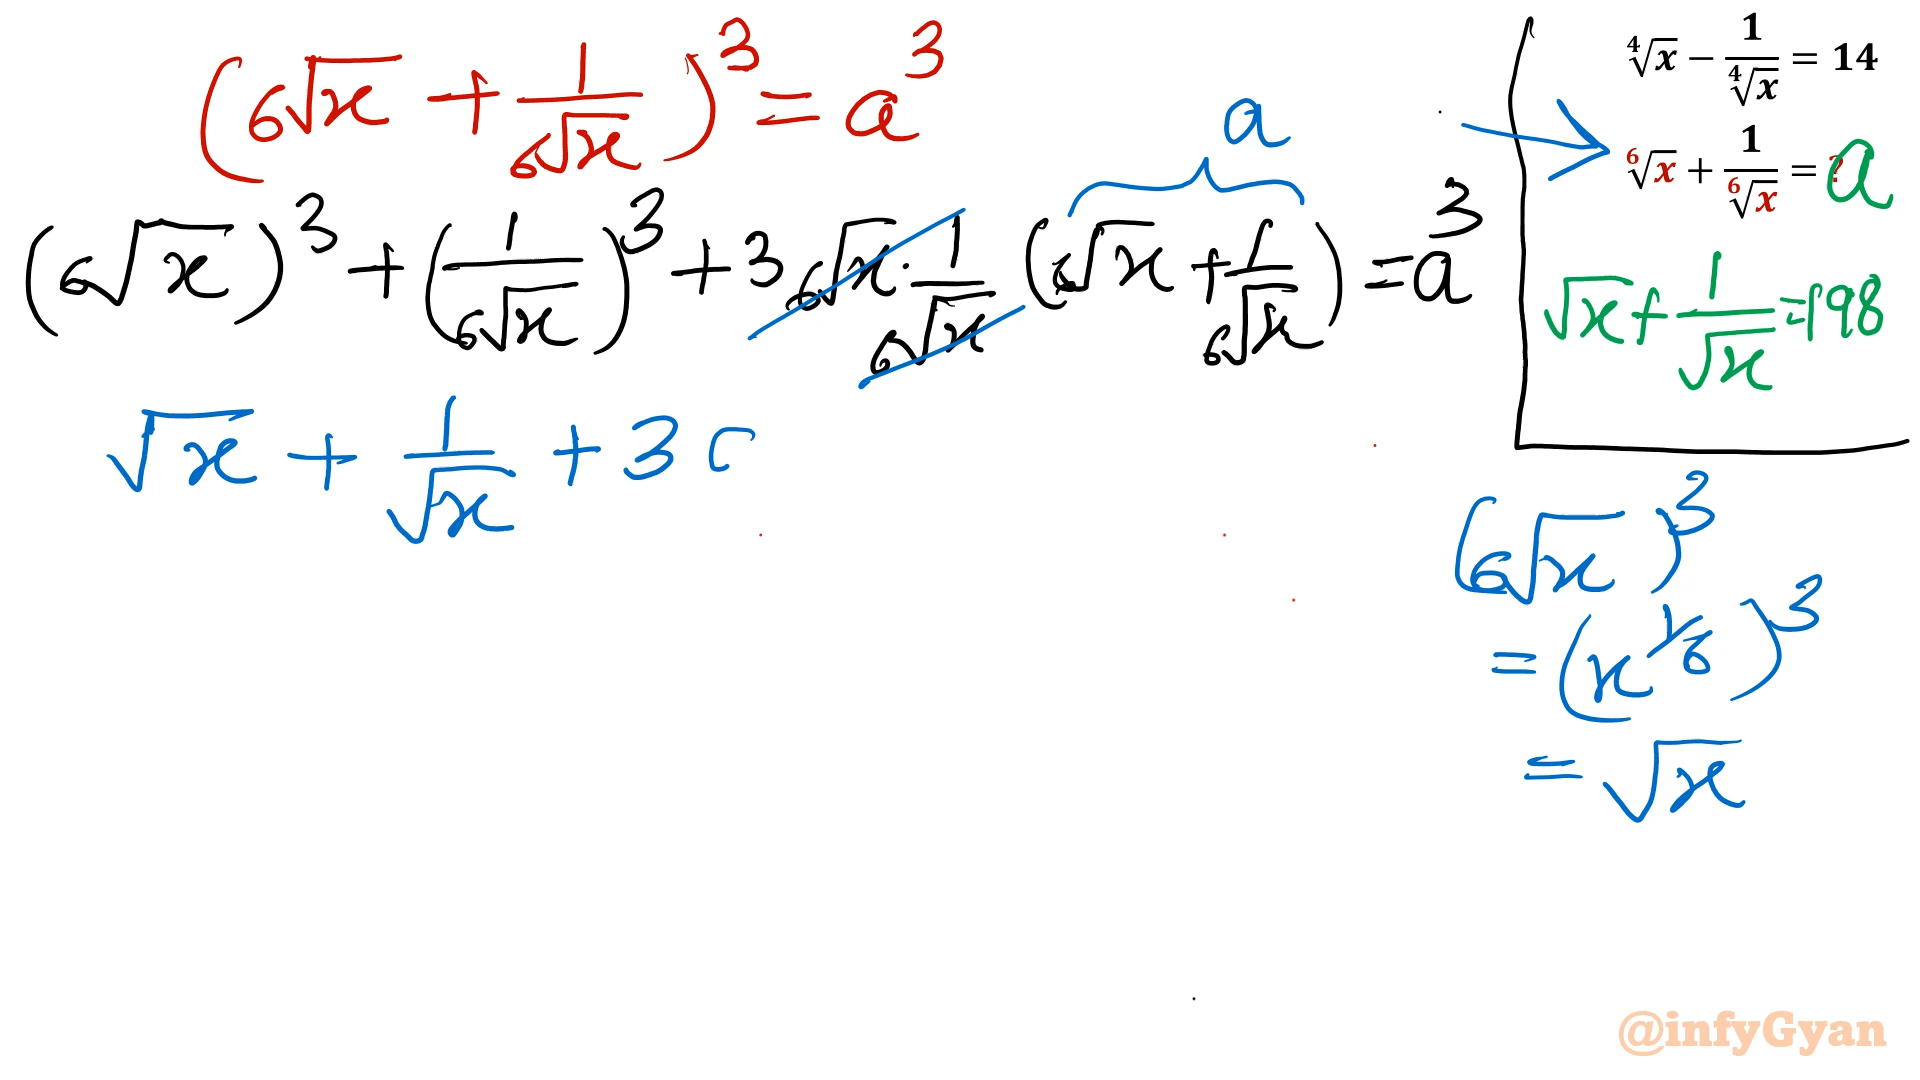 (⁶√x + 1/⁶√x)³ = a³
a
(⁶√x)³ + (1/⁶√x)³ + 3 ⁶√x · 1/⁶√x (⁶√x + 1/⁶√x) = a³
√x + 1/√x + 3
⁴√x − 1/⁴√x = 14
⁶√x + 1/⁶√x = ? a
√x + 1/√x = 198
(⁶√x)³
= (x^1/6)³
= √x
@infyGyan